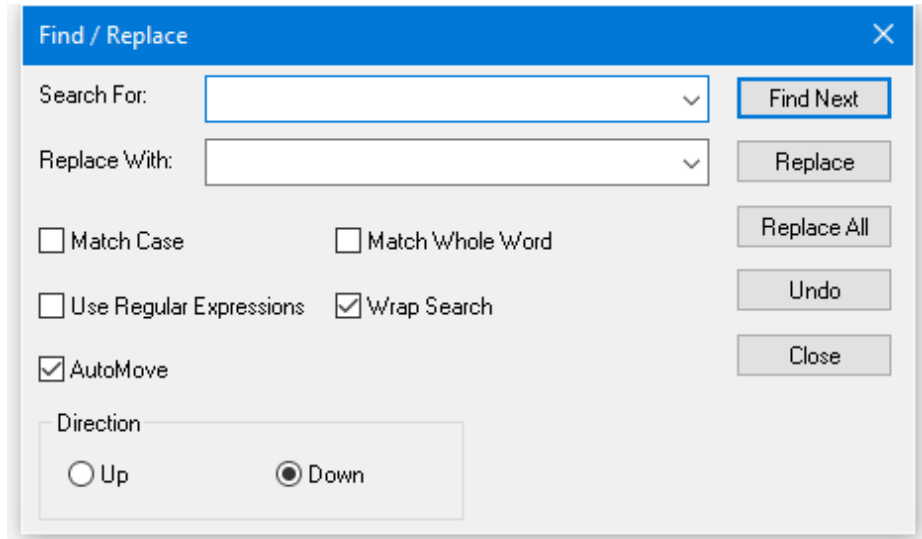 Find / Replace
Search For:
Find Next
Replace With:
Replace
Match Case
Match Whole Word
Replace All
Use Regular Expressions
Wrap Search
Undo
AutoMove
Close
Direction
Up
Down